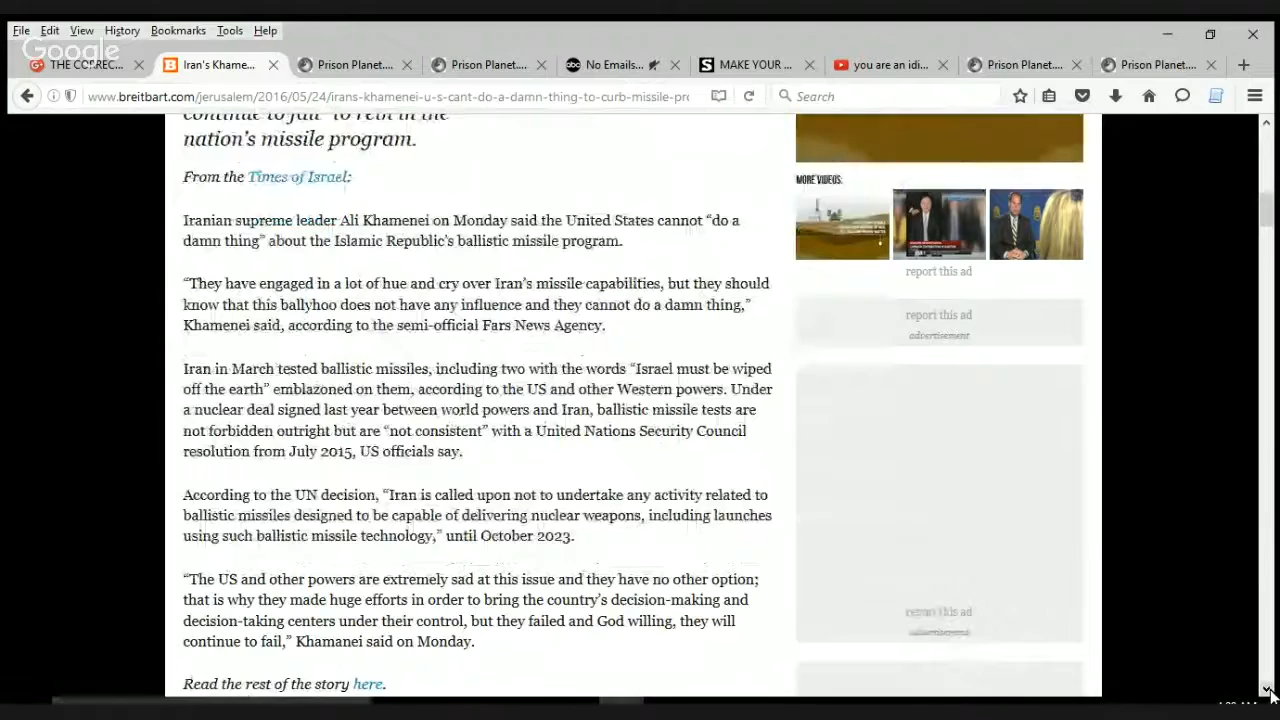 File Edit View History Bookmarks Tools Help
Google
THE CORREC... Iran's Khame... Prison Planet.... Prison Planet.... No Emails... MAKE YOUR ... you are an idi... Prison Planet.... Prison Planet....
www.breitbart.com/jerusalem/2016/05/24/irans-khamenei-u-s-cant-do-a-damn-thing-to-curb-missile-pro Search
continue to fail" to rein in the
nation's missile program.
From the Times of Israel:
Iranian supreme leader Ali Khamenei on Monday said the United States cannot "do a
damn thing" about the Islamic Republic's ballistic missile program.
"They have engaged in a lot of hue and cry over Iran's missile capabilities, but they should
know that this ballyhoo does not have any influence and they cannot do a damn thing,"
Khamenei said, according to the semi-official Fars News Agency.
Iran in March tested ballistic missiles, including two with the words "Israel must be wiped
off the earth" emblazoned on them, according to the US and other Western powers. Under
a nuclear deal signed last year between world powers and Iran, ballistic missile tests are
not forbidden outright but are "not consistent" with a United Nations Security Council
resolution from July 2015, US officials say.
According to the UN decision, "Iran is called upon not to undertake any activity related to
ballistic missiles designed to be capable of delivering nuclear weapons, including launches
using such ballistic missile technology," until October 2023.
"The US and other powers are extremely sad at this issue and they have no other option;
that is why they made huge efforts in order to bring the country's decision-making and
decision-taking centers under their control, but they failed and God willing, they will
continue to fail," Khamanei said on Monday.
Read the rest of the story here.
MORE VIDEOS:
report this ad
report this ad
advertisement
report this ad
advertisement